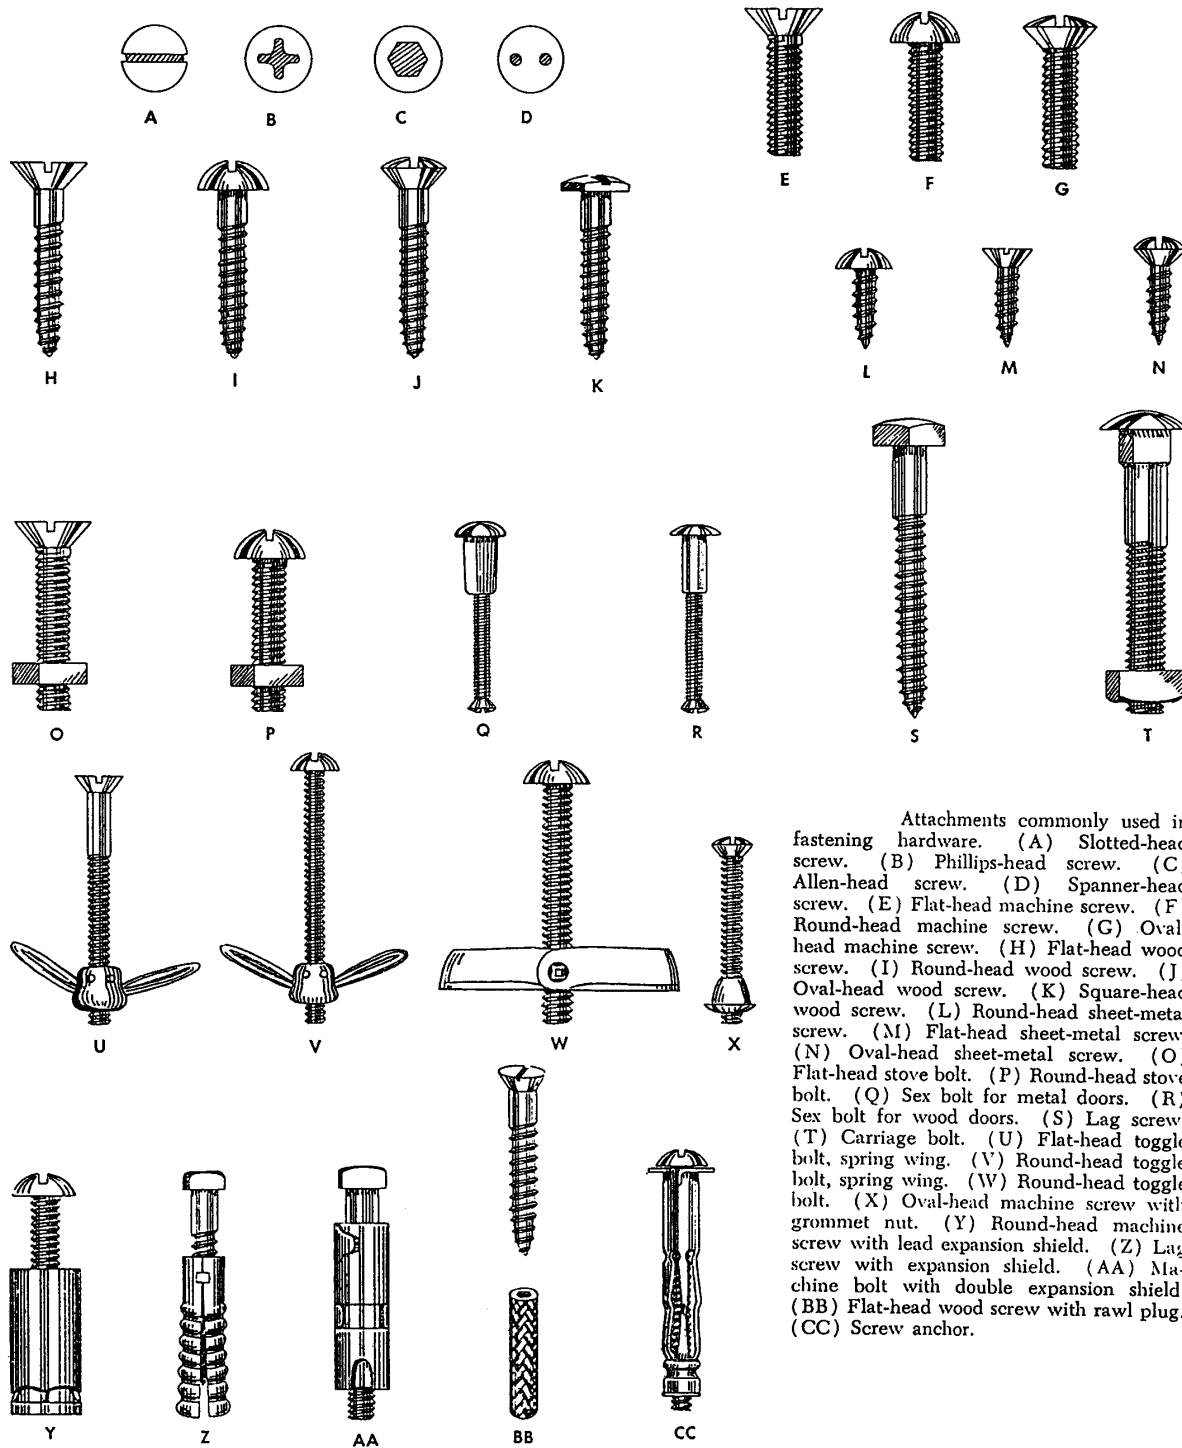 A B C D
E F G
H I J K
L M N
O P Q R
S T
U V W X
Attachments commonly used in
fastening hardware. (A) Slotted-head
screw. (B) Phillips-head screw. (C)
Allen-head screw. (D) Spanner-head
screw. (E) Flat-head machine screw. (F
Round-head machine screw. (G) Oval-
head machine screw. (H) Flat-head wood
screw. (I) Round-head wood screw. (J)
Oval-head wood screw. (K) Square-head
wood screw. (L) Round-head sheet-metal
screw. (M) Flat-head sheet-metal screw
(N) Oval-head sheet-metal screw. (O)
Flat-head stove bolt. (P) Round-head stove
bolt. (Q) Sex bolt for metal doors. (R)
Sex bolt for wood doors. (S) Lag screw
(T) Carriage bolt. (U) Flat-head toggle
bolt, spring wing. (V) Round-head toggle
bolt, spring wing. (W) Round-head toggle
bolt. (X) Oval-head machine screw with
grommet nut. (Y) Round-head machine
screw with lead expansion shield. (Z) Lag
screw with expansion shield. (AA) Ma-
chine bolt with double expansion shield
(BB) Flat-head wood screw with rawl plug.
(CC) Screw anchor.
Y Z AA BB CC